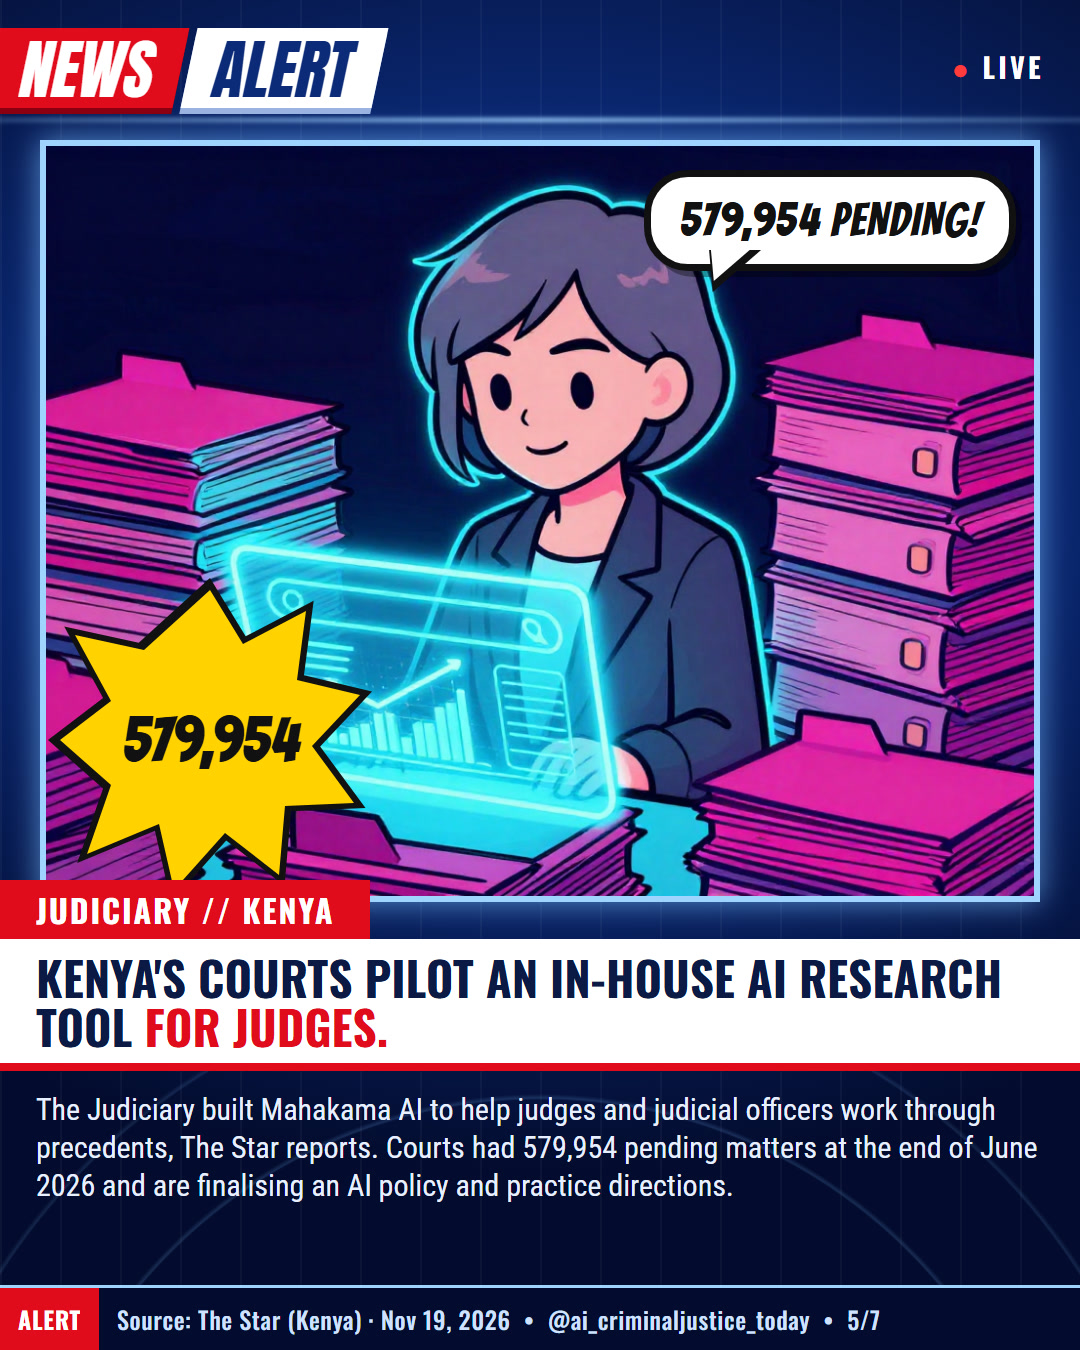 NEWS ALERT
LIVE
579,954 PENDING!
579,954
JUDICIARY // KENYA
KENYA'S COURTS PILOT AN IN-HOUSE AI RESEARCH
TOOL FOR JUDGES.
The Judiciary built Mahakama AI to help judges and judicial officers work through
precedents, The Star reports. Courts had 579,954 pending matters at the end of June
2026 and are finalising an AI policy and practice directions.
ALERT
Source: The Star (Kenya) · Nov 19, 2026 • @ai_criminaljustice_today • 5/7